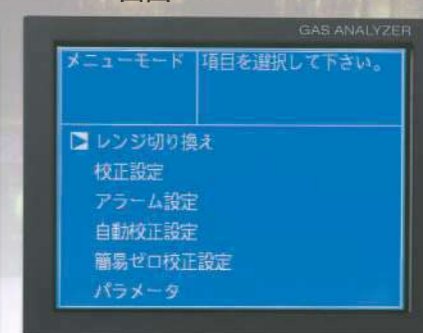 GAS ANALYZER
メニューモード
項目を選択して下さい。
レンジ切り換え
校正設定
アラーム設定
自動校正設定
簡易ゼロ校正設定
パラメータ